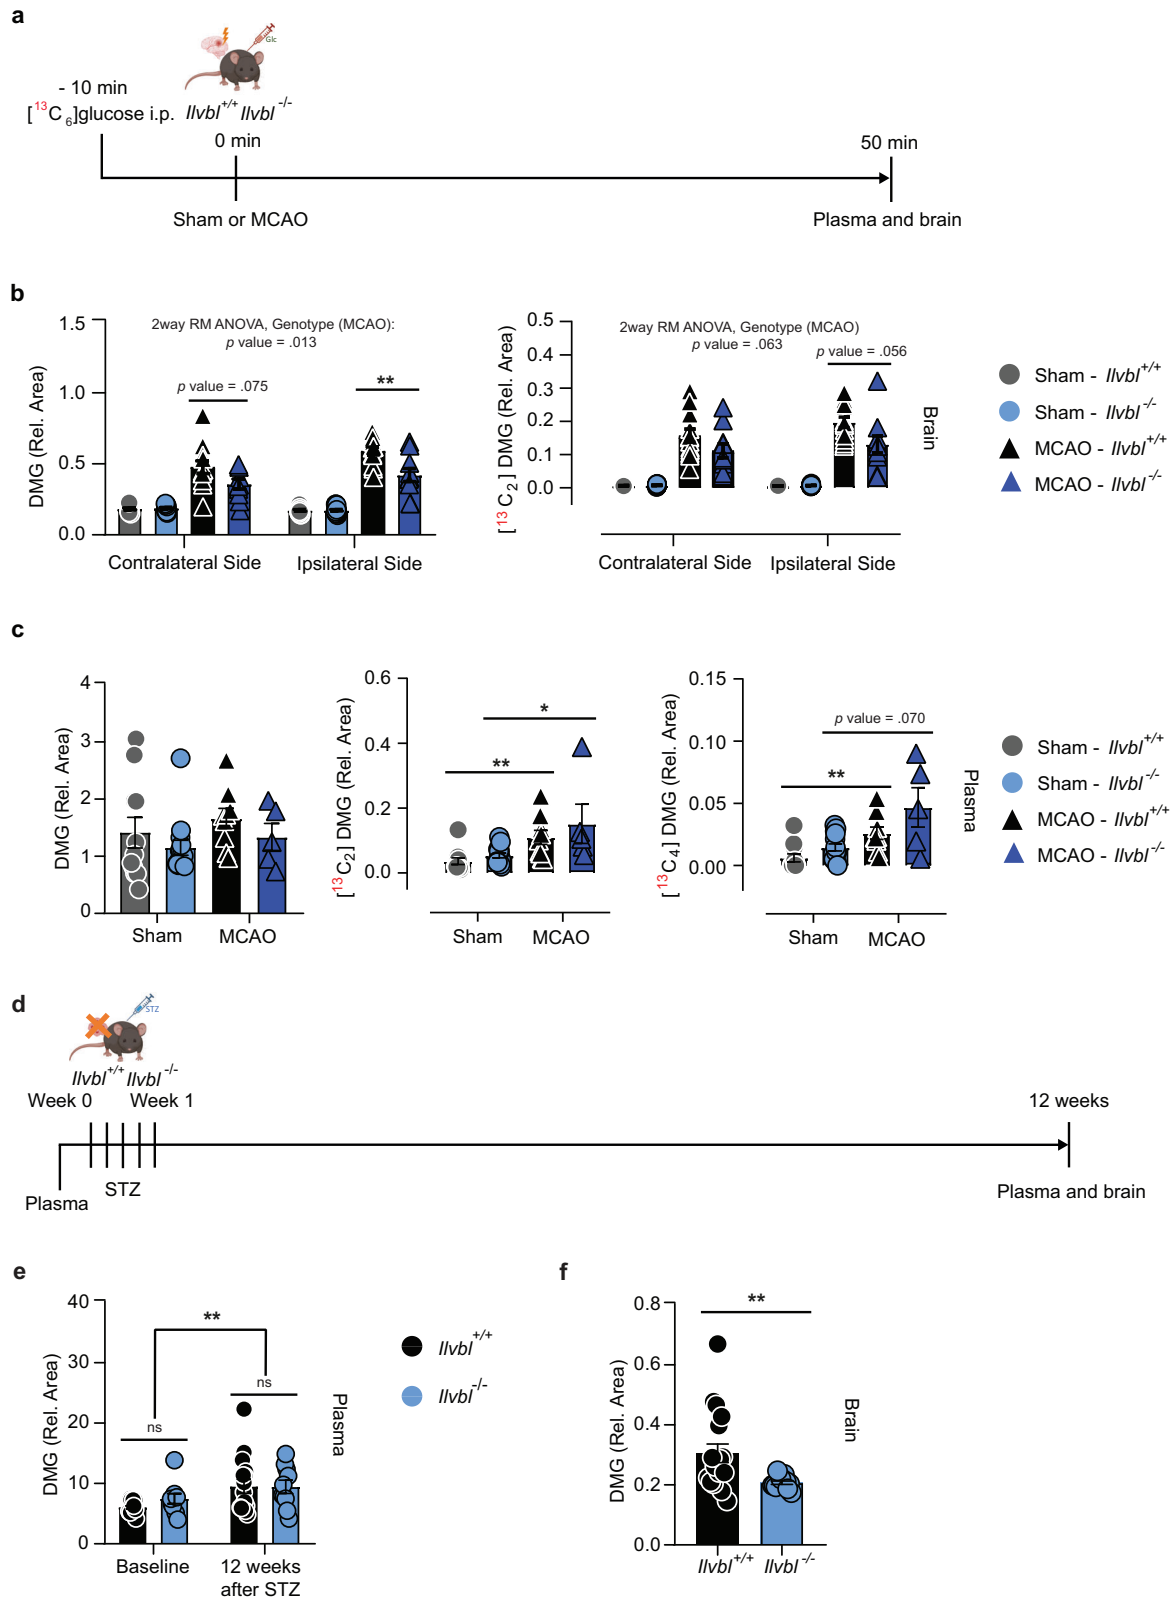 a
Glc
- 10 min
[¹³C₆]glucose i.p.
Ilvbl+/+ Ilvbl-/-
0 min
50 min
Sham or MCAO
Plasma and brain
b
1.5
1.0
0.5
0.0
DMG (Rel. Area)
2way RM ANOVA, Genotype (MCAO):
p value = .013
p value = .075
**
Contralateral Side
Ipsilateral Side
0.5
0.4
0.3
0.2
0.1
0.0
[¹³C₂] DMG (Rel. Area)
2way RM ANOVA, Genotype (MCAO)
p value = .063
p value = .056
Contralateral Side
Ipsilateral Side
Brain
Sham - Ilvbl+/+
Sham - Ilvbl-/-
MCAO - Ilvbl+/+
MCAO - Ilvbl-/-
c
4
3
2
1
0
DMG (Rel. Area)
Sham
MCAO
0.6
0.4
0.2
0.0
[¹³C₂] DMG (Rel. Area)
*
**
Sham
MCAO
0.15
0.10
0.05
0.00
[¹³C₄] DMG (Rel. Area)
p value = .070
**
Sham
MCAO
Plasma
Sham - Ilvbl+/+
Sham - Ilvbl-/-
MCAO - Ilvbl+/+
MCAO - Ilvbl-/-
d
STZ
Ilvbl+/+ Ilvbl-/-
Week 0
Week 1
12 weeks
STZ
Plasma
Plasma and brain
e
40
30
20
10
0
DMG (Rel. Area)
**
ns
ns
Baseline
12 weeks
after STZ
Ilvbl+/+
Ilvbl-/-
Plasma
f
0.8
0.6
0.4
0.2
0.0
DMG (Rel. Area)
**
Ilvbl+/+
Ilvbl-/-
Brain